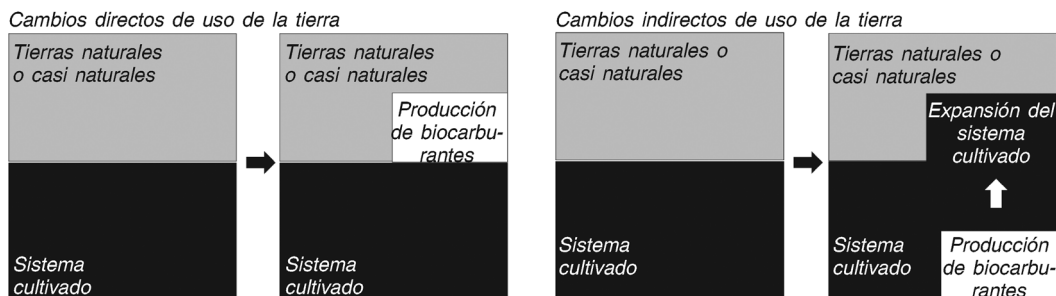 Cambios directos de uso de la tierra
Tierras naturales
o casi naturales
Sistema
cultivado
Tierras naturales
o casi naturales
Producción
de biocarbu-
rantes
Sistema
cultivado
Cambios indirectos de uso de la tierra
Tierras naturales o
casi naturales
Sistema
cultivado
Tierras naturales o
casi naturales
Expansión del
sistema
cultivado
Sistema
cultivado
Producción
de biocarbu-
rantes